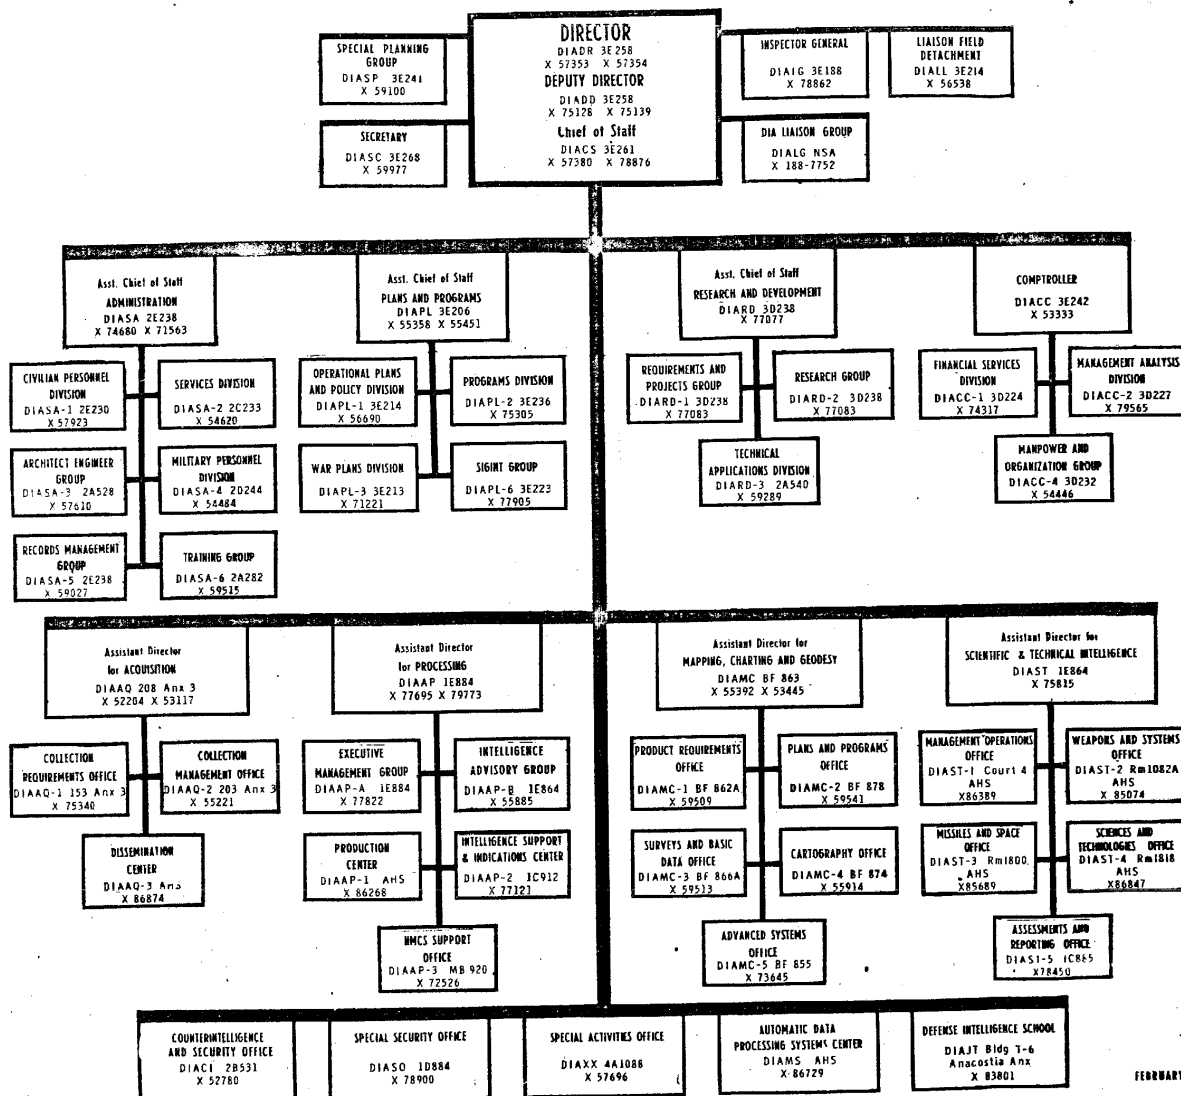 SPECIAL PLANNING
GROUP
DIASP 3E241
X 59100
SECRETARY
DIASC 3E268
X 59977
DIRECTOR
DIADR 3E258
X 57353 X 57354
DEPUTY DIRECTOR
DIADD 3E258
X 75128 X 75139
Chief of Staff
DIACS 3E261
X 57380 X 78876
INSPECTOR GENERAL
DIAIG 3E188
X 78862
LIAISON FIELD
DETACHMENT
DIALL 3E214
X 56538
DIA LIAISON GROUP
DIALG NSA
X 188-7752
Asst. Chief of Staff
ADMINISTRATION
DIASA 2E238
X 74680 X 71563
CIVILIAN PERSONNEL
DIVISION
DIASA-1 2E230
X 57923
SERVICES DIVISION
DIASA-2 2C233
X 54620
ARCHITECT ENGINEER
GROUP
DIASA-3 2A528
X 57610
MILITARY PERSONNEL
DIVISION
DIASA-4 2D244
X 54484
RECORDS MANAGEMENT
GROUP
DIASA-5 2E238
X 59027
TRAINING GROUP
DIASA-6 2A282
X 59515
Asst. Chief of Staff
PLANS AND PROGRAMS
DIAPL 3E206
X 55358 X 55451
OPERATIONAL PLANS
AND POLICY DIVISION
DIAPL-1 3E214
X 56690
PROGRAMS DIVISION
DIAPL-2 3E236
X 75305
WAR PLANS DIVISION
DIAPL-3 3E213
X 71221
SIGINT GROUP
DIAPL-6 3E223
X 77905
Asst. Chief of Staff
RESEARCH AND DEVELOPMENT
DIARD 3D238
X 77077
REQUIREMENTS AND
PROJECTS GROUP
DIARD-1 3D238
X 77083
RESEARCH GROUP
DIARD-2 3D238
X 77083
TECHNICAL
APPLICATIONS DIVISION
DIARD-3 2A540
X 59289
COMPTROLLER
DIACC 3E242
X 53333
FINANCIAL SERVICES
DIVISION
DIACC-1 3D224
X 74317
MANAGEMENT ANALYSIS
DIVISION
DIACC-2 3D227
X 79565
MANPOWER AND
ORGANIZATION GROUP
DIACC-4 3D232
X 54446
Assistant Director
for ACQUISITION
DIAAQ 208 Anx 3
X 52204 X 53117
COLLECTION
REQUIREMENTS OFFICE
DIAAQ-1 153 Anx 3
X 75340
COLLECTION
MANAGEMENT OFFICE
DIAAQ-2 203 Anx 3
X 55221
DISSEMINATION
CENTER
DIAAQ-3
X 86874
Assistant Director
for PROCESSING
DIAAP 1E884
X 77695 X 79773
EXECUTIVE
MANAGEMENT GROUP
DIAAP-A 1E884
X 77822
INTELLIGENCE
ADVISORY GROUP
DIAAP-B 1E864
X 55885
PRODUCTION
CENTER
DIAAP-1 AHS
X 86268
INTELLIGENCE SUPPORT
& INDICATIONS CENTER
DIAAP-2 1C912
X 77121
NMCS SUPPORT
OFFICE
DIAAP-3 MB 920
X 72526
Assistant Director for
MAPPING, CHARTING AND GEODESY
DIAMC BF 863
X 55392 X 53445
PRODUCT REQUIREMENTS
OFFICE
DIAMC-1 BF 862A
X 59509
PLANS AND PROGRAMS
OFFICE
DIAMC-2 BF 878
X 59541
SURVEYS AND BASIC
DATA OFFICE
DIAMC-3 BF 866A
X 59513
CARTOGRAPHY OFFICE
DIAMC-4 BF 874
X 55914
ADVANCED SYSTEMS
OFFICE
DIAMC-5 BF 855
X 73645
Assistant Director for
SCIENTIFIC & TECHNICAL INTELLIGENCE
DIAST 1E864
X 75815
MANAGEMENT OPERATIONS
OFFICE
DIAST-1 Court 4
AHS
X86389
WEAPONS AND SYSTEMS
OFFICE
DIAST-2 Rm1082A
AHS
X 85074
MISSILES AND SPACE
OFFICE
DIAST-3 Rm1800
AHS
X85689
SCIENCES AND
TECHNOLOGIES OFFICE
DIAST-4 Rm1818
AHS
X86847
ASSESSMENTS AND
REPORTING OFFICE
DIAST-5 1C885
X78450
COUNTERINTELLIGENCE
AND SECURITY OFFICE
DIACI 2B531
X 52780
SPECIAL SECURITY OFFICE
DIASO 1D884
X 78900
SPECIAL ACTIVITIES OFFICE
DIAXX 4A1088
X 57696
AUTOMATIC DATA
PROCESSING SYSTEMS CENTER
DIAMS AHS
X 86729
DEFENSE INTELLIGENCE SCHOOL
DIAJT Bldg T-6
Anacostia Anx
X 83801
FEBRUARY